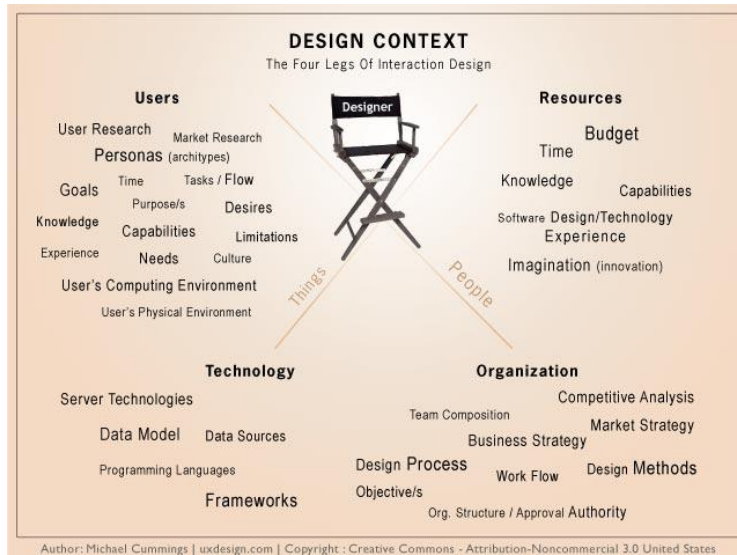 DESIGN CONTEXT
The Four Legs Of Interaction Design
Designer
Users
User Research
Market Research
Personas (architypes)
Time
Tasks / Flow
Goals
Purpose/s
Desires
Knowledge
Capabilities
Limitations
Experience
Needs
Culture
User's Computing Environment
User's Physical Environment
Resources
Budget
Time
Knowledge
Capabilities
Software Design/Technology
Experience
Imagination (innovation)
Things
People
Technology
Server Technologies
Data Model
Data Sources
Programming Languages
Frameworks
Organization
Competitive Analysis
Team Composition
Market Strategy
Business Strategy
Design Process
Work Flow
Design Methods
Objective/s
Org. Structure / Approval Authority
Author: Michael Cummings | uxdesign.com | Copyright : Creative Commons - Attribution-Noncommercial 3.0 United States